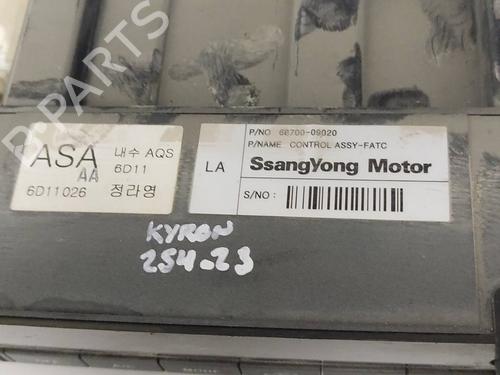 B-PARTS
ASA
AA
내수 AQS
6D11
6D11026 정라영
LA
P/NO 68700-09020
P/NAME CONTROL ASSY-FATC
SsangYong Motor
S/NO :
KYRON
254-23